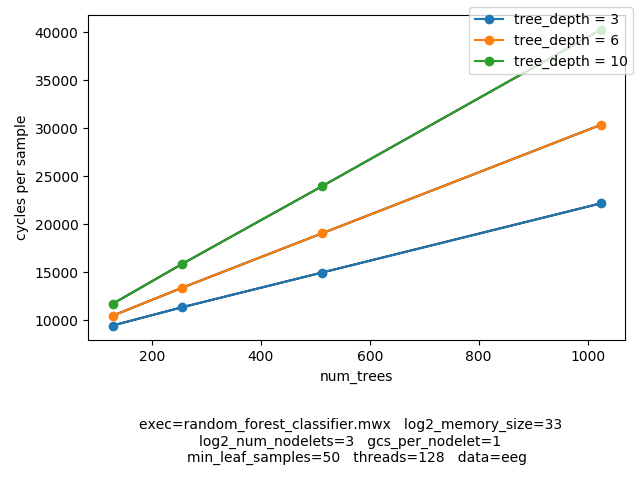 tree_depth = 3
tree_depth = 6
tree_depth = 10
40000
35000
30000
25000
20000
15000
10000
cycles per sample
200 400 600 800 1000
num_trees
exec=random_forest_classifier.mwx log2_memory_size=33
log2_num_nodelets=3 gcs_per_nodelet=1
min_leaf_samples=50 threads=128 data=eeg